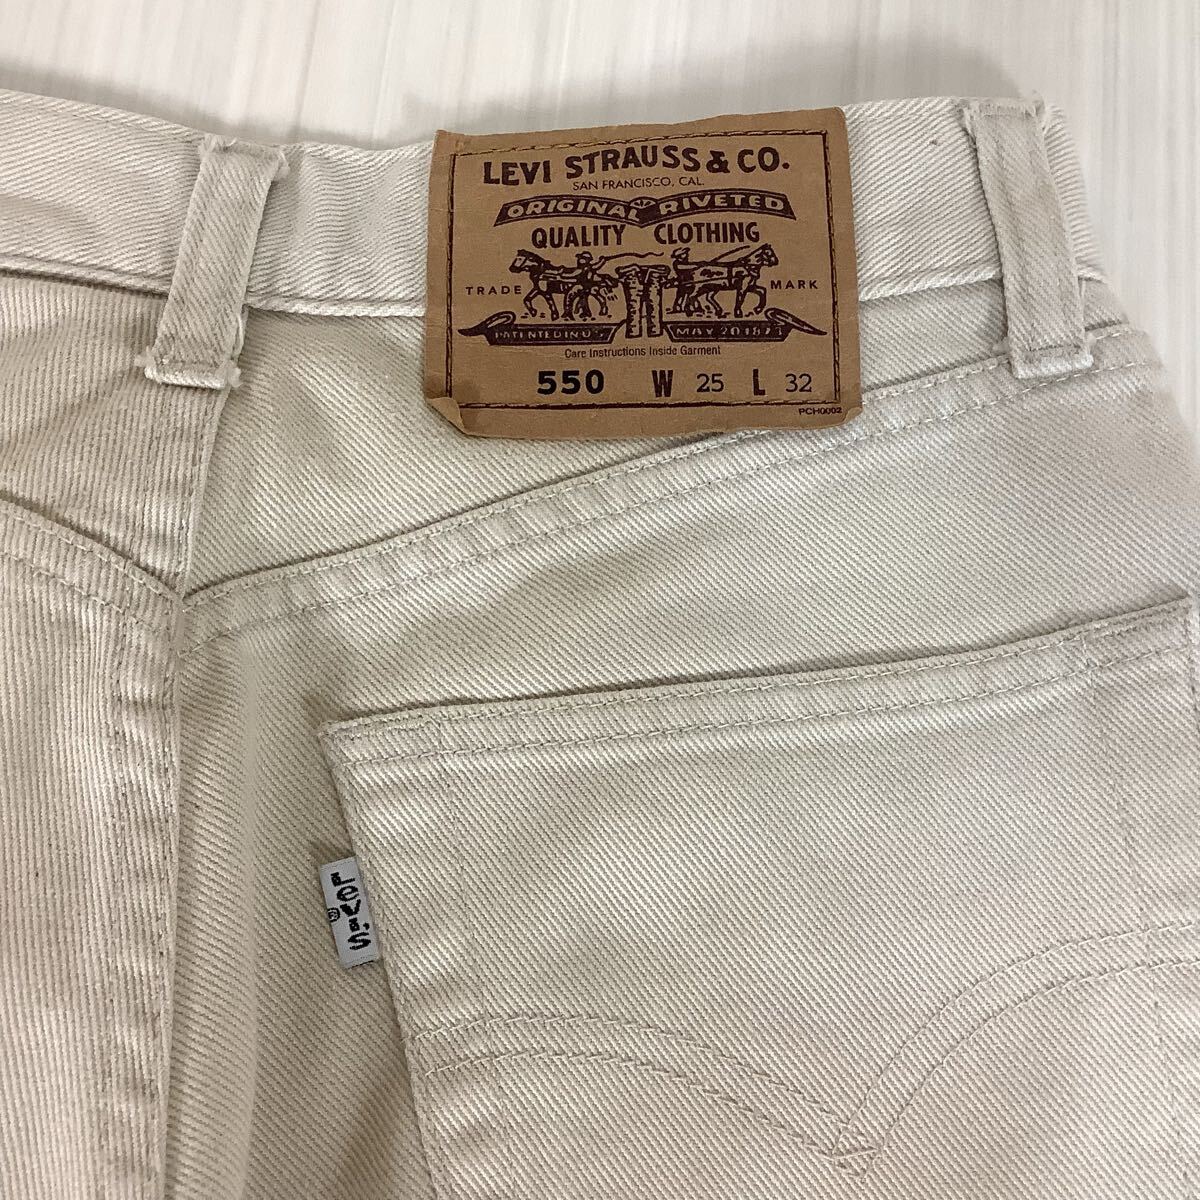 LEVI STRAUSS & CO.
SAN FRANCISCO, CAL.
ORIGINAL RIVETED
QUALITY CLOTHING
TRADE MARK
PATENTED IN U.S. MAY 20 1873
Care Instructions Inside Garment
550 W 25 L 32
PCH0002
LEVI'S
®